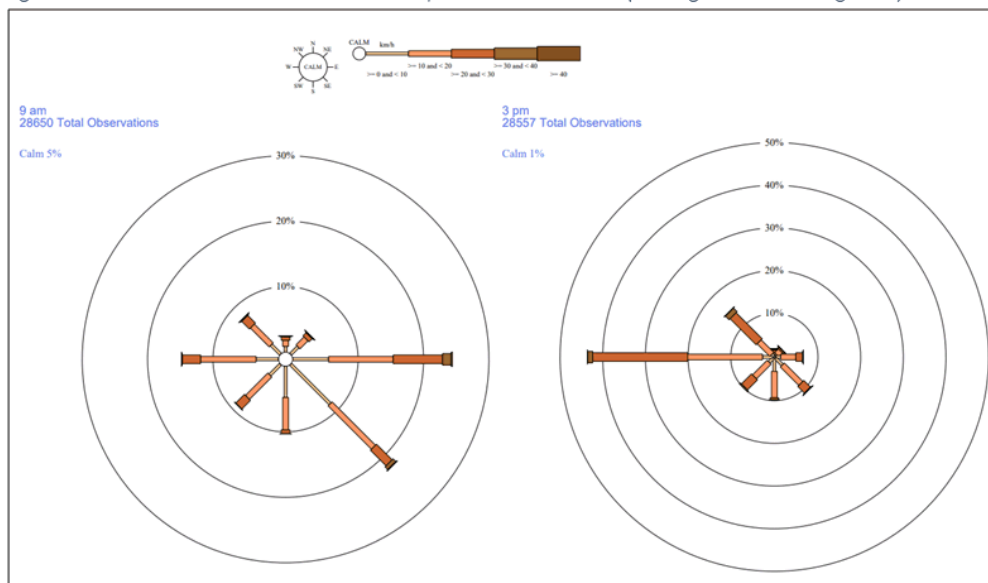 CALM km/h
N
NW NE
W CALM E
SW SE
S
>= 10 and < 20 >= 30 and < 40
>= 0 and < 10 >= 20 and < 30 >= 40
9 am
28650 Total Observations
Calm 5%
30%
20%
10%
3 pm
28557 Total Observations
Calm 1%
50%
40%
30%
20%
10%